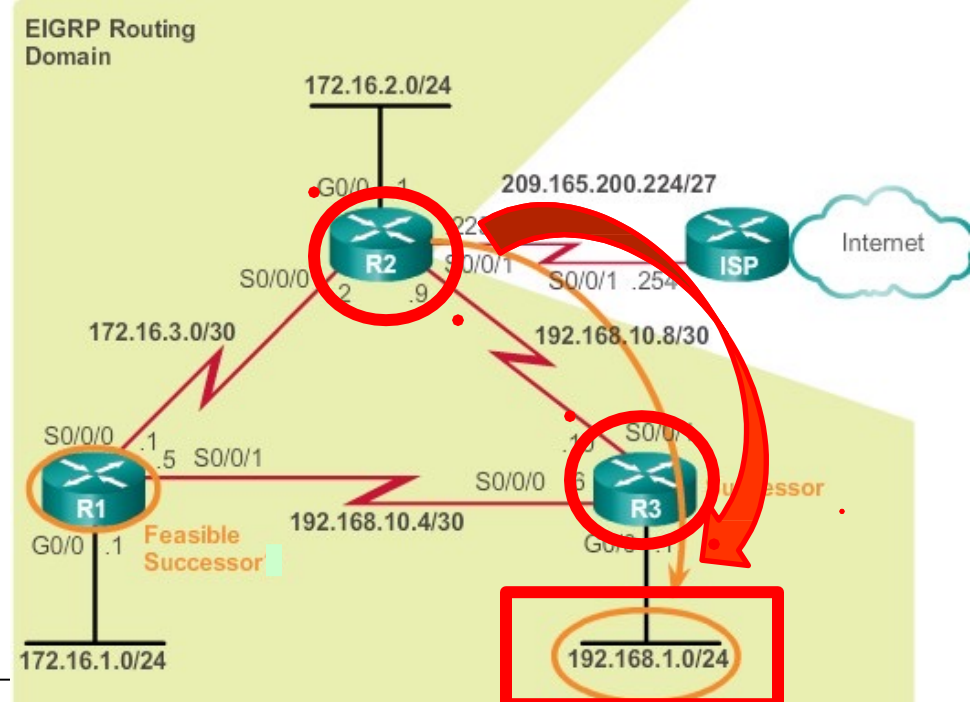 EIGRP Routing
Domain
172.16.2.0/24
G0/0 .1
209.165.200.224/27
R2
S0/0/1
ISP
Internet
S0/0/0
.2
.9
S0/0/1 .254
172.16.3.0/30
192.168.10.8/30
S0/0/0
.1
.5
S0/0/1
S0/0/0
R1
R3
192.168.10.4/30
Feasible
Successor
G0/0 .1
172.16.1.0/24
192.168.1.0/24